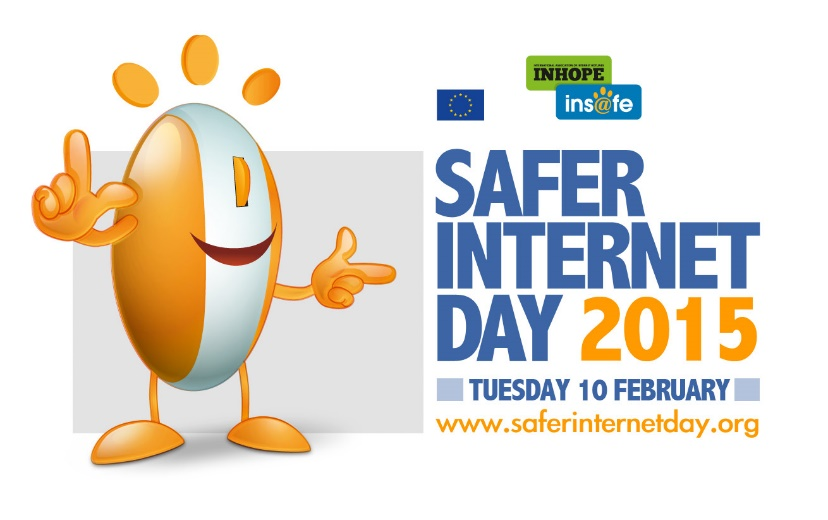 INHOPE
ins@fe
SAFER
INTERNET
DAY 2015
TUESDAY 10 FEBRUARY
www.saferinternetday.org